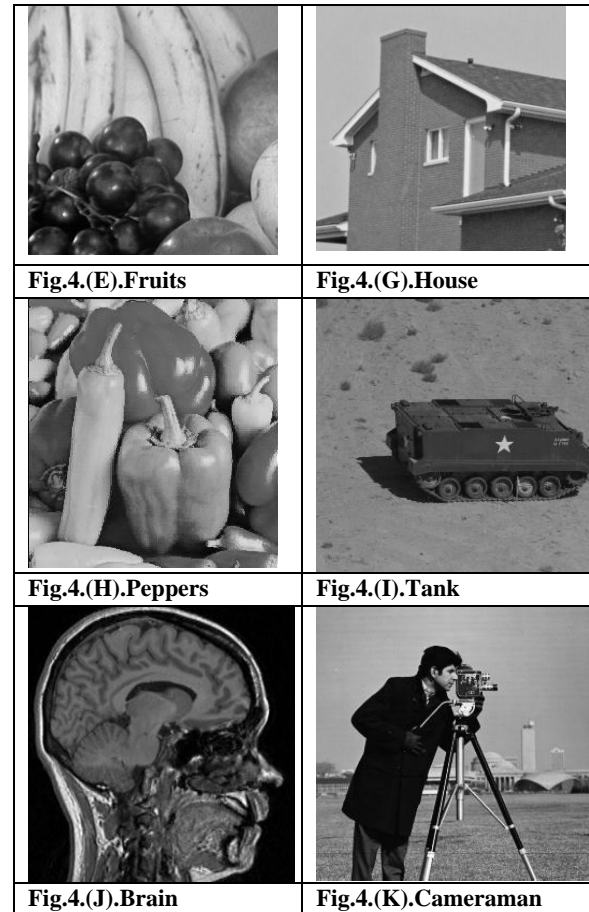 Fig.4.(E).Fruits
Fig.4.(G).House
Fig.4.(H).Peppers
Fig.4.(I).Tank
Fig.4.(J).Brain
Fig.4.(K).Cameraman